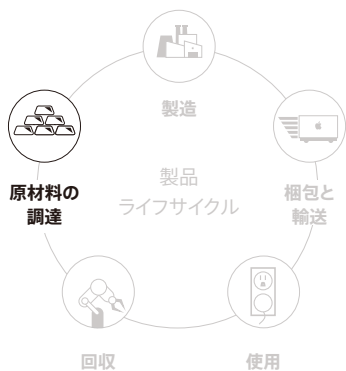 製造
原材料の
調達
製品
ライフサイクル
梱包と
輸送
回収
使用